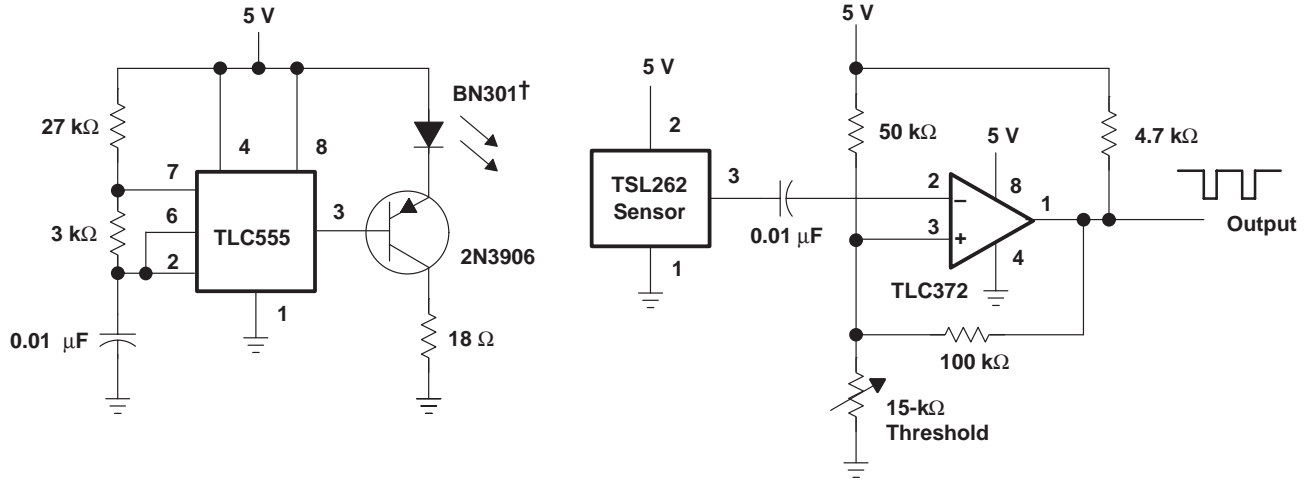 5 V
BN301†
27 kΩ
4
8
7
3 kΩ
6
TLC555
3
2
2N3906
1
0.01 µF
18 Ω
5 V
5 V
2
50 kΩ
5 V
4.7 kΩ
TSL262
Sensor
3
2
8
1
–
0.01 µF
3
+
4
Output
1
TLC372
100 kΩ
15-kΩ
Threshold